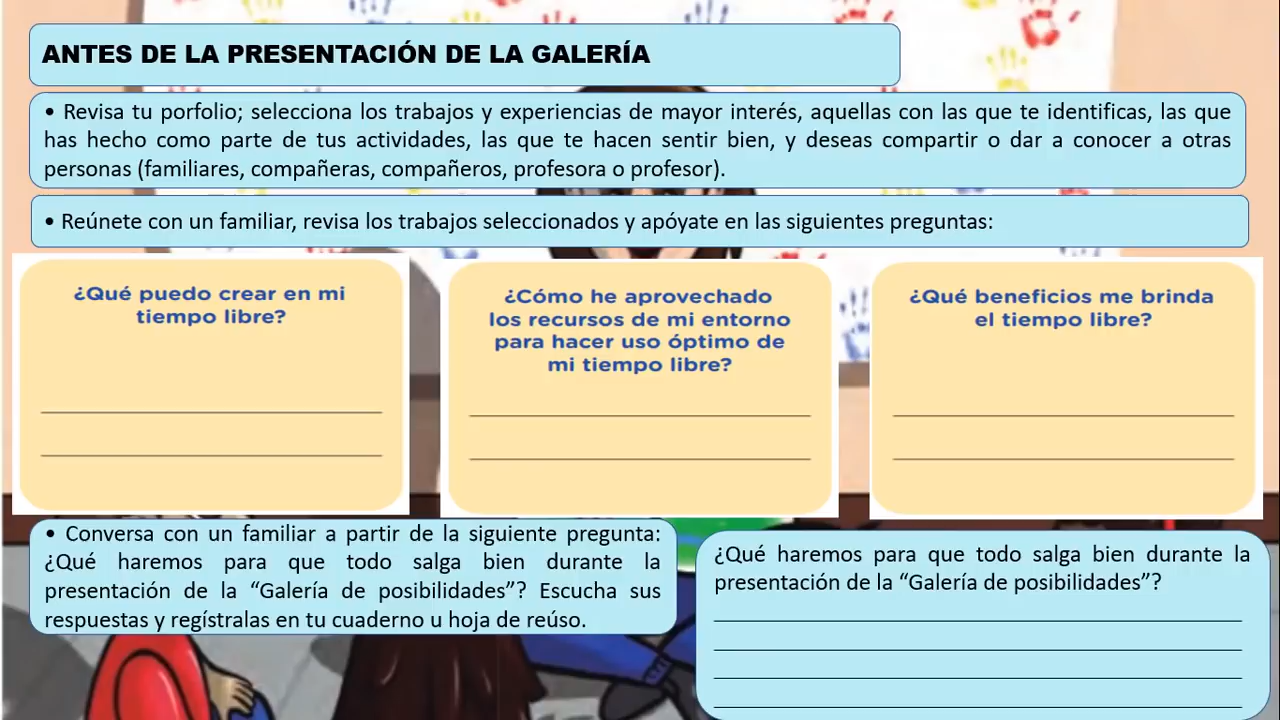 ANTES DE LA PRESENTACIÓN DE LA GALERÍA
• Revisa tu porfolio; selecciona los trabajos y experiencias de mayor interés, aquellas con las que te identificas, las que
has hecho como parte de tus actividades, las que te hacen sentir bien, y deseas compartir o dar a conocer a otras
personas (familiares, compañeras, compañeros, profesora o profesor).
• Reúnete con un familiar, revisa los trabajos seleccionados y apóyate en las siguientes preguntas:
¿Qué puedo crear en mi
tiempo libre?
¿Cómo he aprovechado
los recursos de mi entorno
para hacer uso óptimo de
mi tiempo libre?
¿Qué beneficios me brinda
el tiempo libre?
• Conversa con un familiar a partir de la siguiente pregunta:
¿Qué haremos para que todo salga bien durante la
presentación de la “Galería de posibilidades”? Escucha sus
respuestas y regístralas en tu cuaderno u hoja de reúso.
¿Qué haremos para que todo salga bien durante la
presentación de la “Galería de posibilidades”?